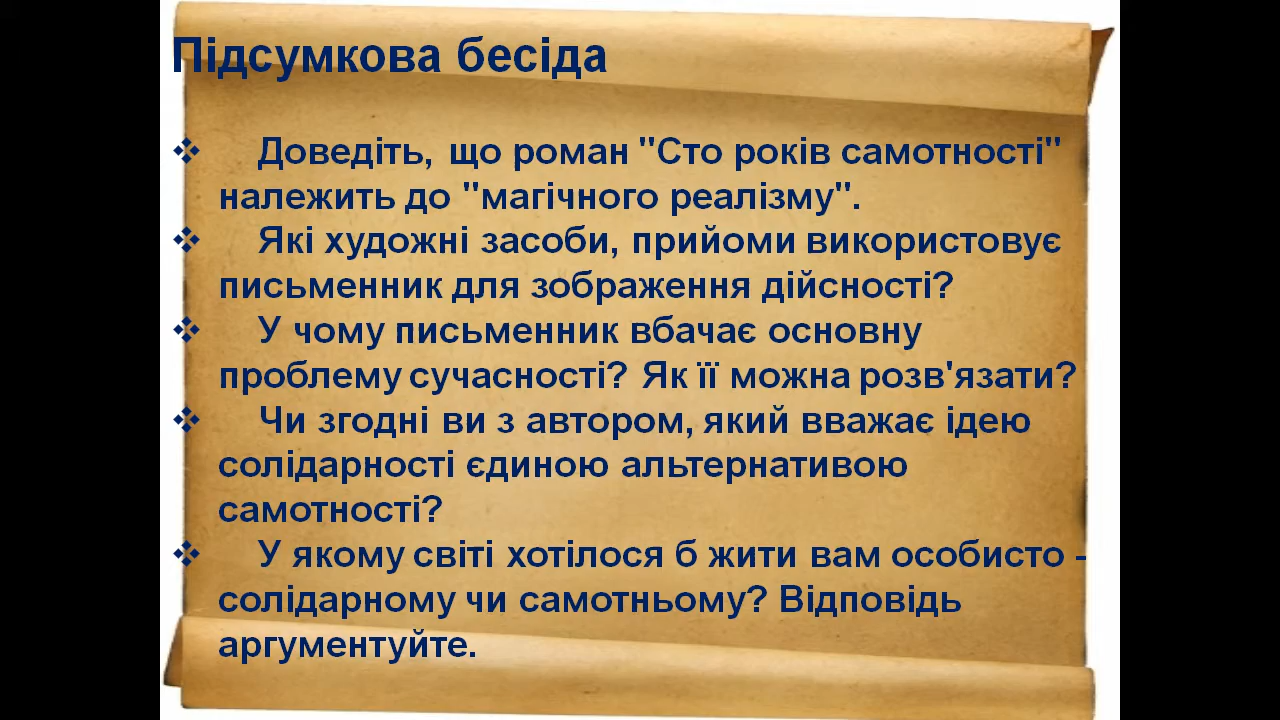 Підсумкова бесіда
❖ Доведіть, що роман "Сто років самотності"
належить до "магічного реалізму".
❖ Які художні засоби, прийоми використовує
письменник для зображення дійсності?
❖ У чому письменник вбачає основну
проблему сучасності? Як її можна розв'язати?
❖ Чи згодні ви з автором, який вважає ідею
солідарності єдиною альтернативою
самотності?
❖ У якому світі хотілося б жити вам особисто -
солідарному чи самотньому? Відповідь
аргументуйте.